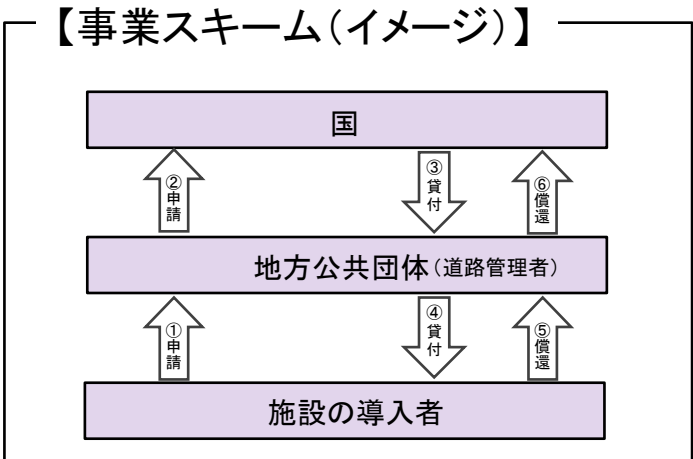 【事業スキーム（イメージ）】
国
②申請
③貸付
⑥償還
地方公共団体（道路管理者）
①申請
④貸付
⑤償還
施設の導入者